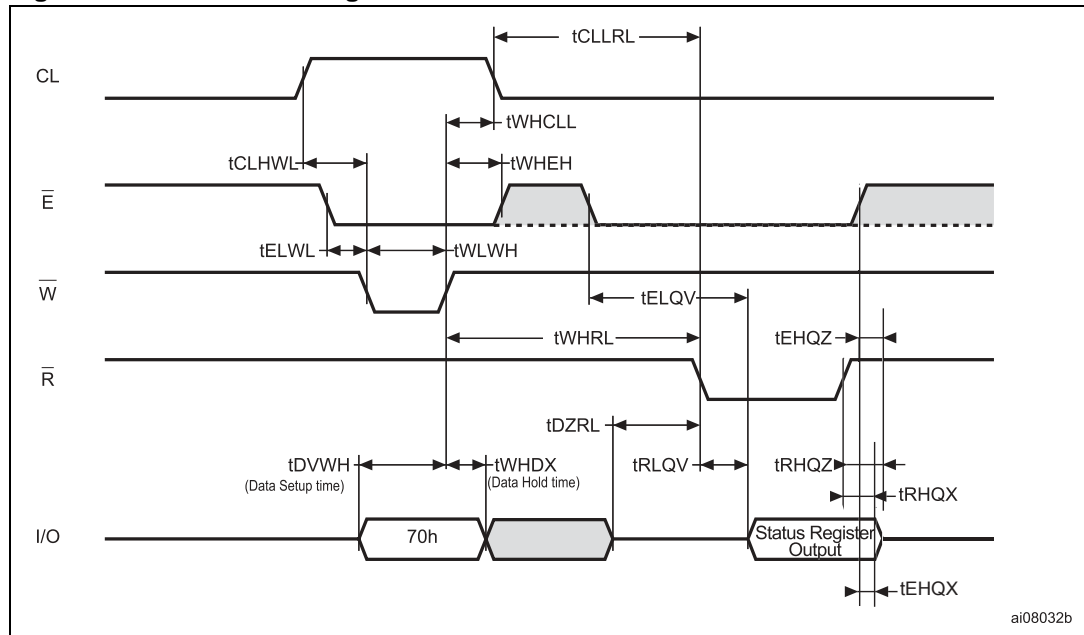 tCLLRL
CL
tWHCLL
tCLHWL
tWHEH
E
tELWL
tWLWH
W
tELQV
tWHRL
tEHQZ
R
tDZRL
tDVWH
(Data Setup time)
tWHDX
(Data Hold time)
tRLQV
tRHQZ
tRHQX
I/O
70h
Status Register
Output
tEHQX
ai08032b